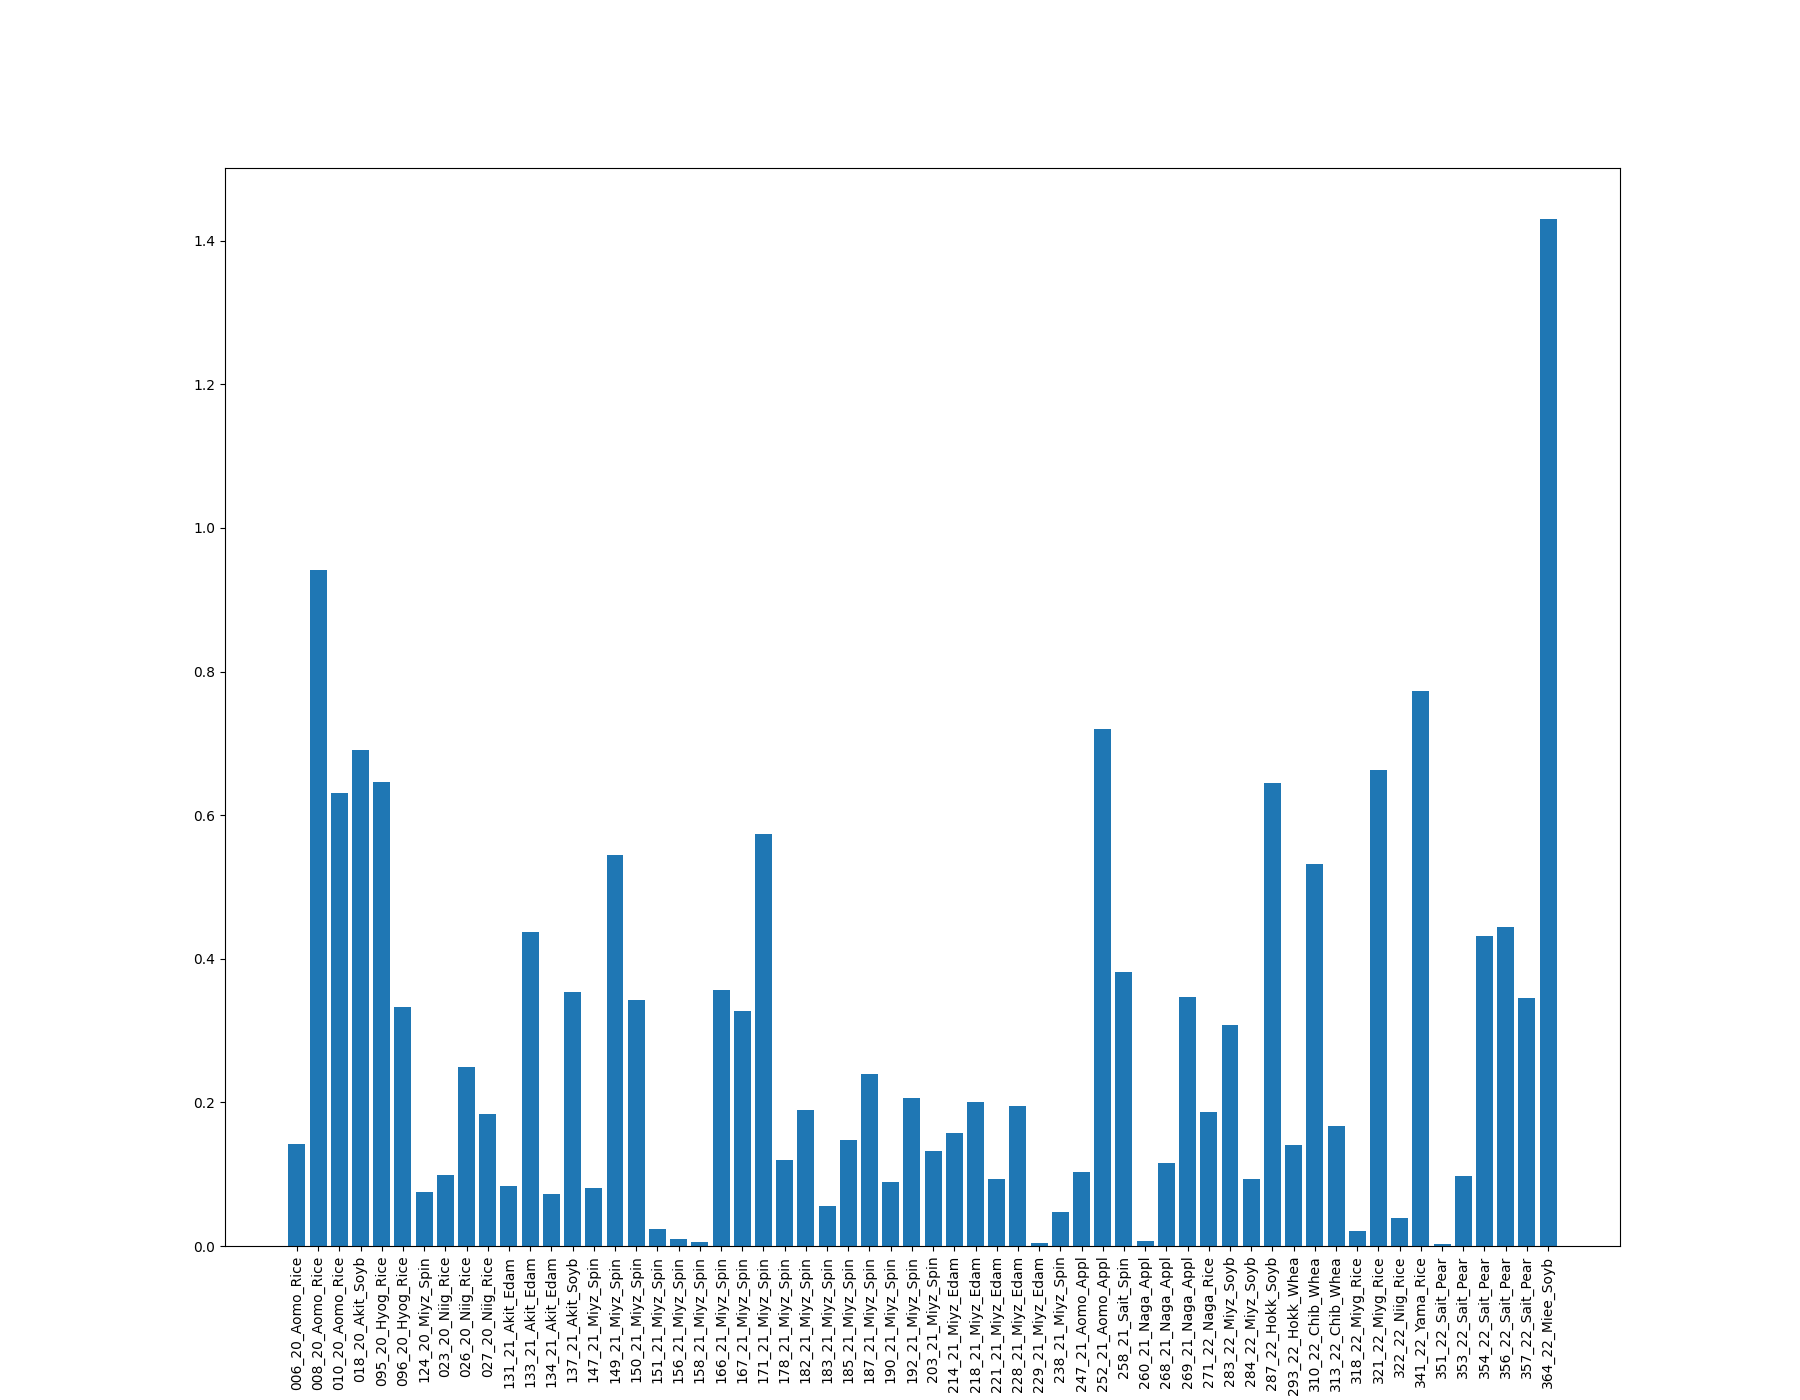 1.4
1.2
1.0
0.8
0.6
0.4
0.2
0.0
006_20_Aomo_Rice
008_20_Aomo_Rice
010_20_Aomo_Rice
018_20_Akit_Soyb
095_20_Hyog_Rice
096_20_Hyog_Rice
124_20_Miyz_Spin
023_20_Niig_Rice
026_20_Niig_Rice
027_20_Niig_Rice
131_21_Akit_Edam
133_21_Akit_Edam
134_21_Akit_Edam
137_21_Akit_Soyb
147_21_Miyz_Spin
149_21_Miyz_Spin
150_21_Miyz_Spin
151_21_Miyz_Spin
156_21_Miyz_Spin
158_21_Miyz_Spin
166_21_Miyz_Spin
167_21_Miyz_Spin
171_21_Miyz_Spin
178_21_Miyz_Spin
182_21_Miyz_Spin
183_21_Miyz_Spin
185_21_Miyz_Spin
187_21_Miyz_Spin
190_21_Miyz_Spin
192_21_Miyz_Spin
203_21_Miyz_Spin
214_21_Miyz_Edam
218_21_Miyz_Edam
221_21_Miyz_Edam
228_21_Miyz_Edam
229_21_Miyz_Edam
238_21_Miyz_Spin
247_21_Aomo_Appl
252_21_Aomo_Appl
258_21_Sait_Spin
260_21_Naga_Appl
268_21_Naga_Appl
269_21_Naga_Appl
271_22_Naga_Rice
283_22_Miyz_Soyb
284_22_Miyz_Soyb
287_22_Hokk_Soyb
293_22_Hokk_Whea
310_22_Chib_Whea
313_22_Chib_Whea
318_22_Miyg_Rice
321_22_Miyg_Rice
322_22_Niig_Rice
341_22_Yama_Rice
351_22_Sait_Pear
353_22_Sait_Pear
354_22_Sait_Pear
356_22_Sait_Pear
357_22_Sait_Pear
364_22_Miee_Soyb